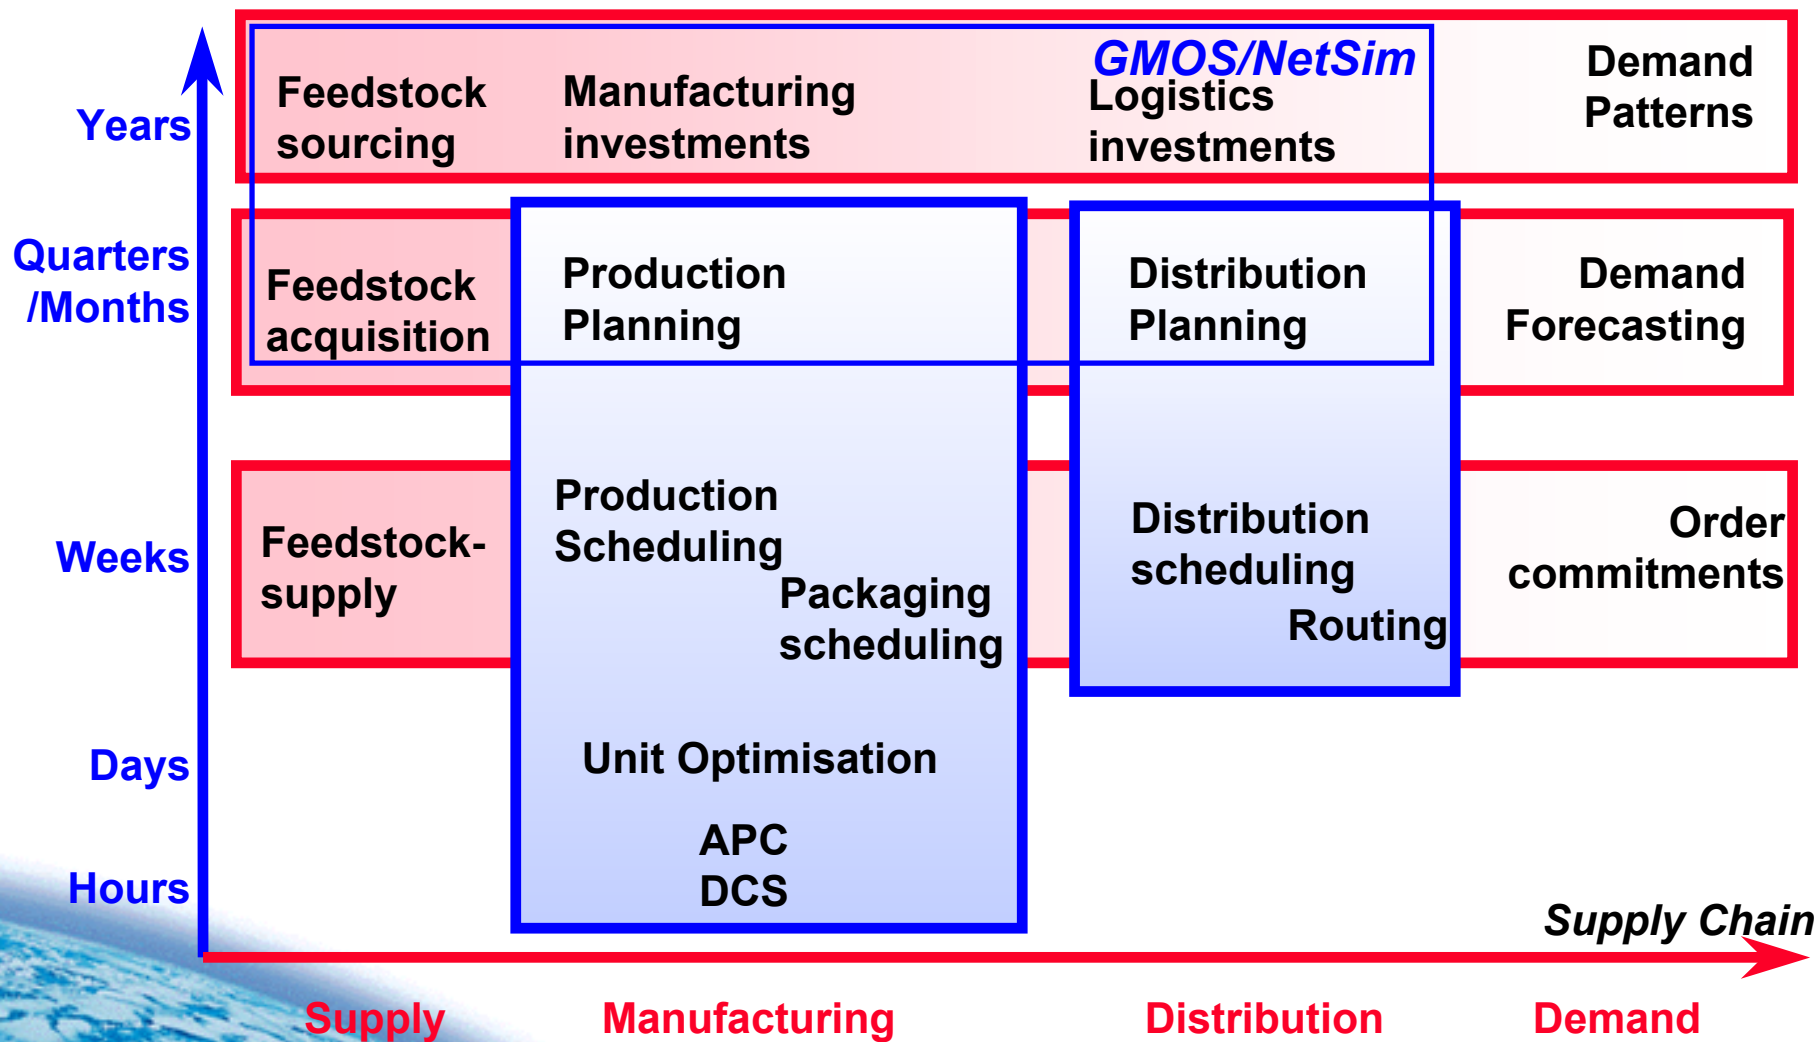 GMOS/NetSim
Years
Feedstock
sourcing
Manufacturing
investments
Logistics
investments
Demand
Patterns
Quarters
/Months
Feedstock
acquisition
Production
Planning
Distribution
Planning
Demand
Forecasting
Weeks
Feedstock-
supply
Production
Scheduling
Packaging
scheduling
Distribution
scheduling
Routing
Order
commitments
Days
Unit Optimisation
Hours
APC
DCS
Supply Chain
Supply
Manufacturing
Distribution
Demand